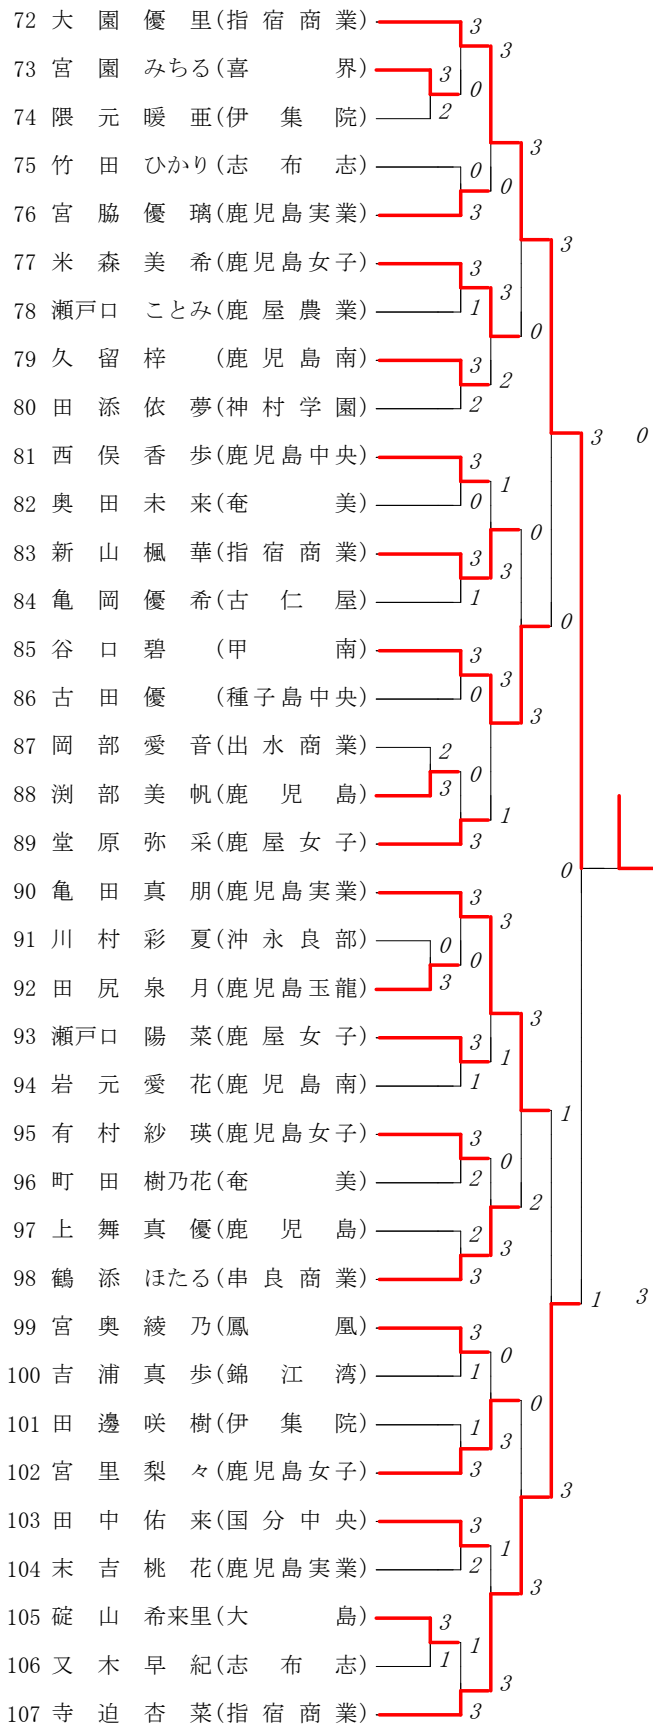 72 大園優里(指宿商業) 3
3
73 宮園みちる(喜界) 3
0
74 隈元暖亜(伊集院) 2
3
75 竹田ひかり(志布志) 0
0
76 宮脇優璃(鹿児島実業) 3
3
77 米森美希(鹿児島女子) 3
3
78 瀬戸口ことみ(鹿屋農業) 1
0
79 久留梓(鹿児島南) 3
2
80 田添依夢(神村学園) 2
3 0
81 西俣香歩(鹿児島中央) 3
1
82 奥田未来(奄美) 0
0
83 新山楓華(指宿商業) 3
3
84 亀岡優希(古仁屋) 1
0
85 谷口碧(甲南) 3
3
86 古田優(種子島中央) 0
3
87 岡部愛音(出水商業) 2
0
88 渕部美帆(鹿児島) 3
1
89 堂原弥采(鹿屋女子) 3
0
90 亀田真朋(鹿児島実業) 3
3
91 川村彩夏(沖永良部) 0
0
92 田尻泉月(鹿児島玉龍) 3
3
93 瀬戸口陽菜(鹿屋女子) 3
1
94 岩元愛花(鹿児島南) 1
1
95 有村紗瑛(鹿児島女子) 3
0
96 町田樹乃花(奄美) 2
2
97 上舞真優(鹿児島) 2
3
98 鶴添ほたる(串良商業) 3
1 3
99 宮奥綾乃(鳳凰) 3
0
100 吉浦真歩(錦江湾) 1
0
101 田邊咲樹(伊集院) 1
3
102 宮里梨々(鹿児島女子) 3
3
103 田中佑来(国分中央) 3
1
104 末吉桃花(鹿児島実業) 2
3
105 碇山希来里(大島) 3
1
106 又木早紀(志布志) 1
3
107 寺迫杏菜(指宿商業) 3